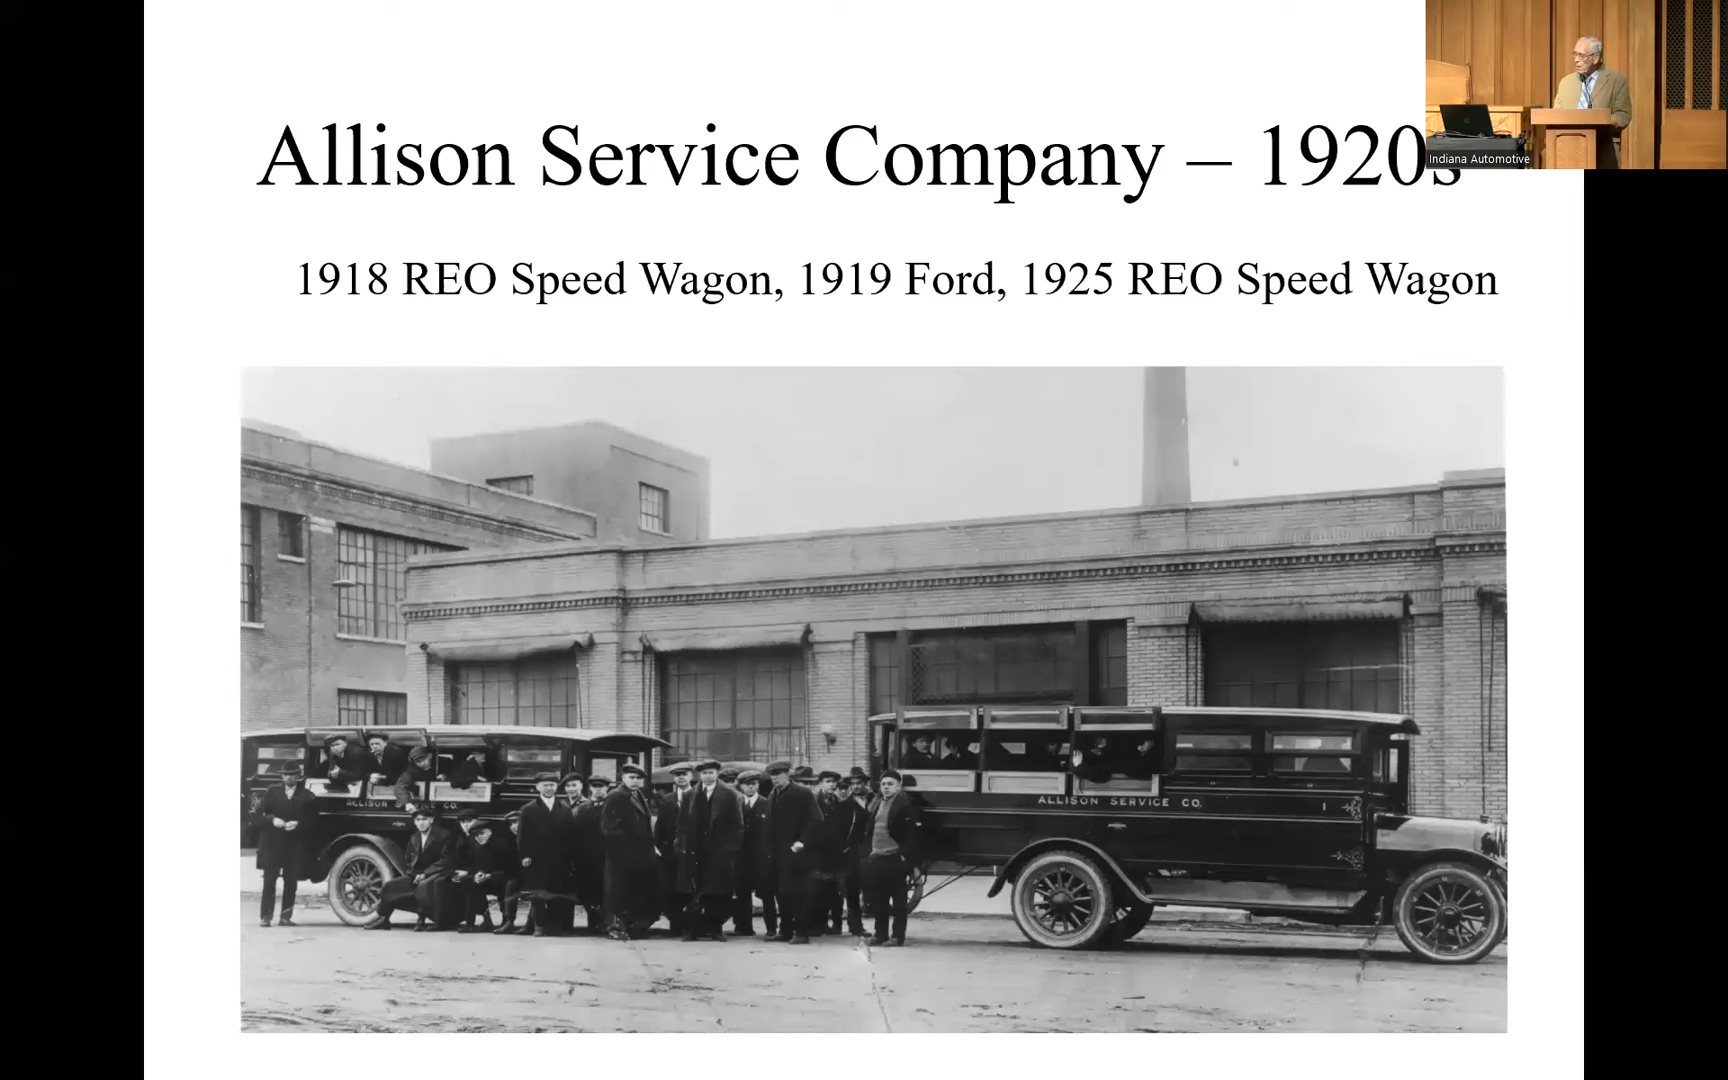 Allison Service Company – 1920s
Indiana Automotive
1918 REO Speed Wagon, 1919 Ford, 1925 REO Speed Wagon
ALLISON SERVICE CO.
ALLISON SERVICE CO. 1